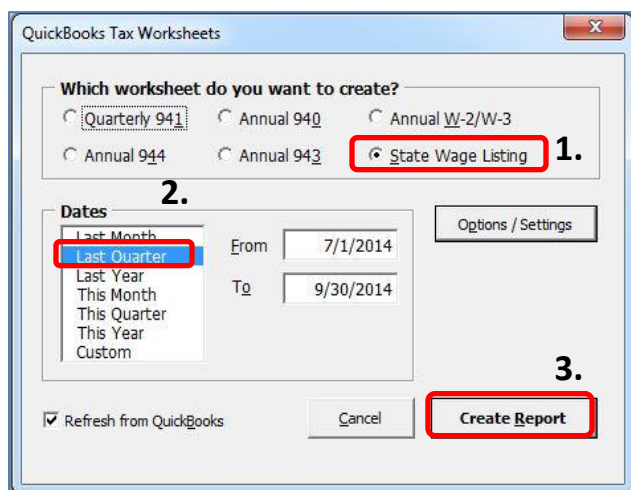 QuickBooks Tax Worksheets
x
Which worksheet do you want to create?
Quarterly 941 Annual 940 Annual W-2/W-3
Annual 944 Annual 943 State Wage Listing 1.
2.
Dates
Last Month
Last Quarter
Last Year
This Month
This Quarter
This Year
Custom
From 7/1/2014
To 9/30/2014
Options / Settings
3.
Refresh from QuickBooks Cancel Create Report